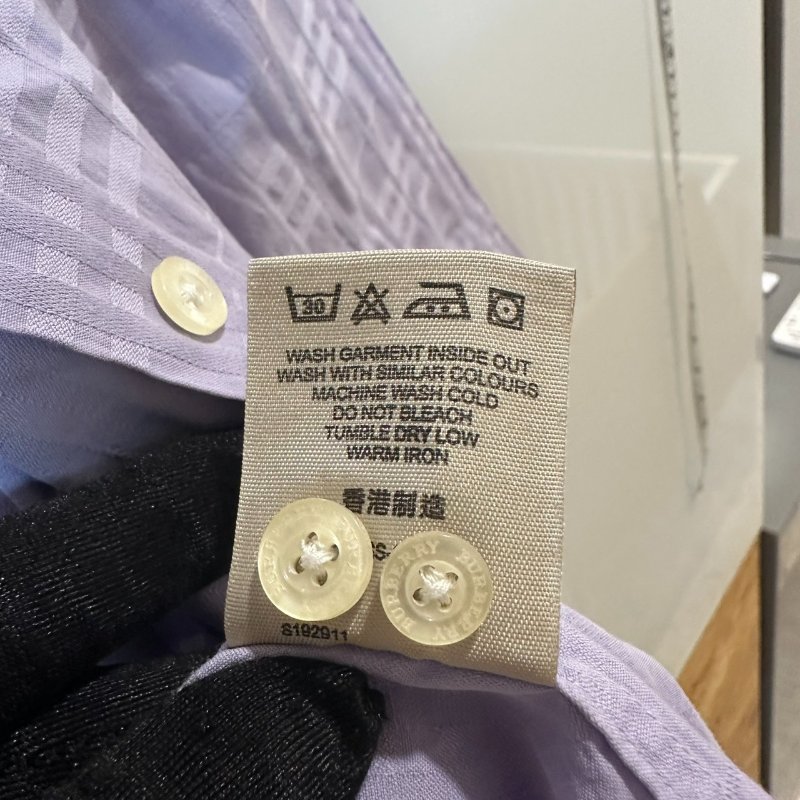 30
WASH GARMENT INSIDE OUT
WASH WITH SIMILAR COLOURS
MACHINE WASH COLD
DO NOT BLEACH
TUMBLE DRY LOW
WARM IRON
香港制造
BURBERRY BURBERRY
S192911